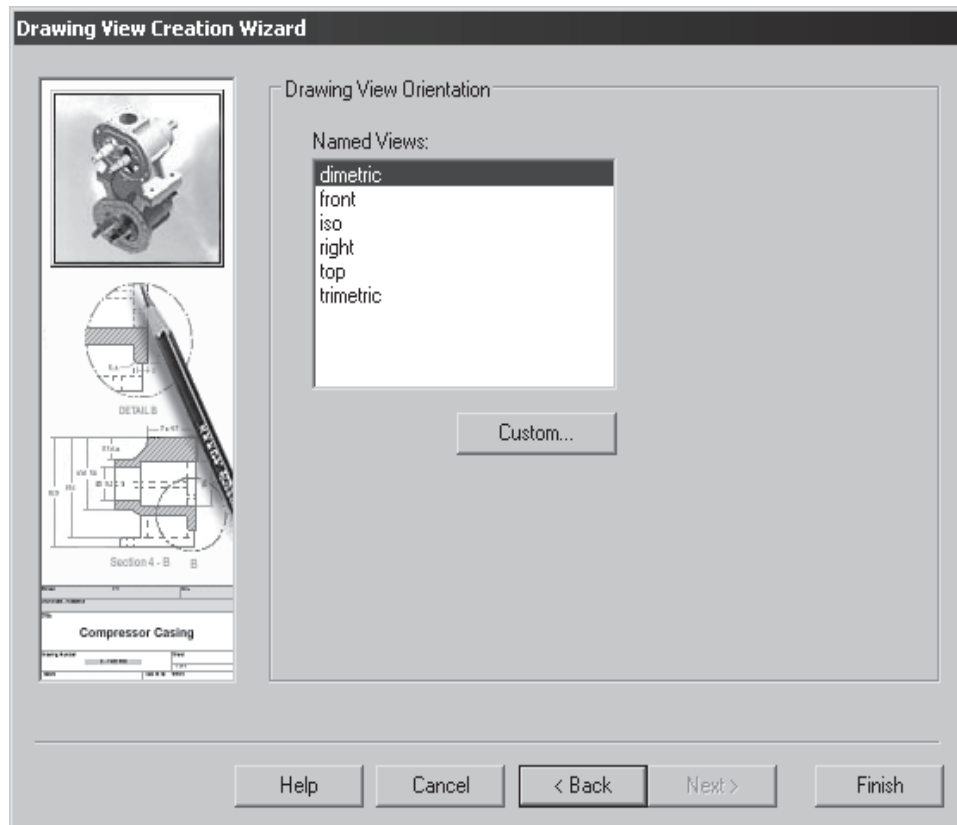 Drawing View Creation Wizard
Drawing View Orientation
Named Views:
dimetric
front
iso
right
top
trimetric
Custom...
DETAIL B
Section 4 - B B
Compressor Casing
Help Cancel < Back Next > Finish